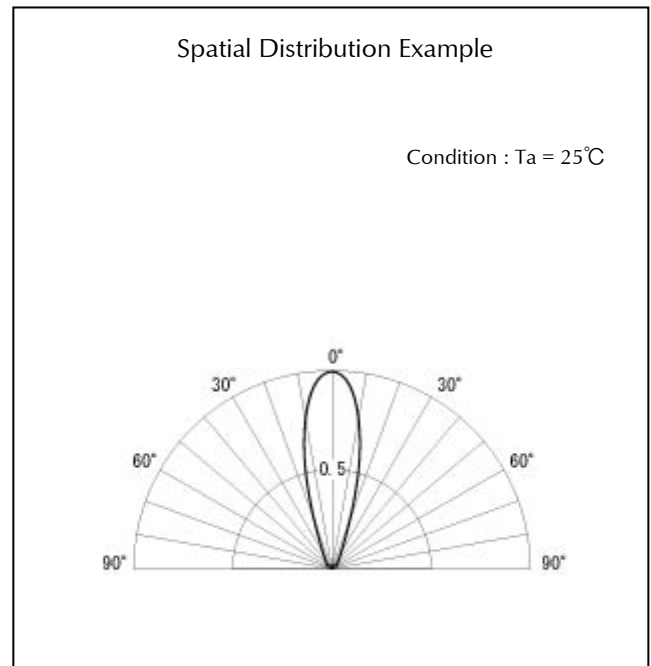 Spatial Distribution Example
Condition : Ta = 25℃
0°
30° 30°
0.5
60° 60°
90° 90°